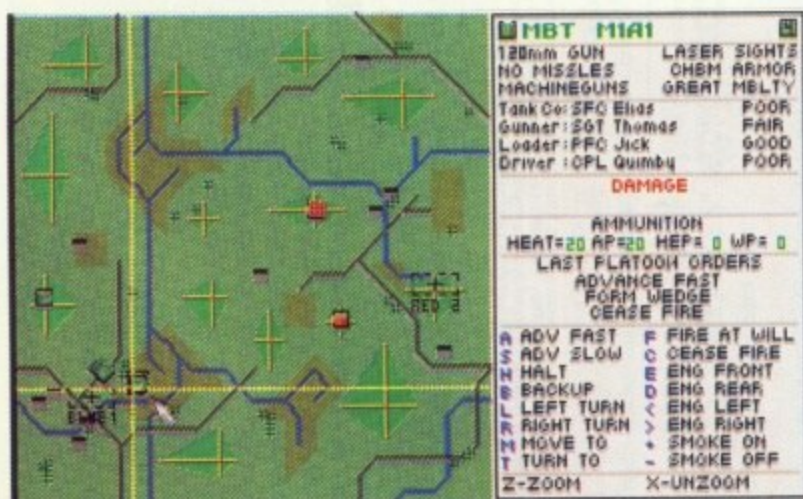 MBT M1A1
120mm GUN LASER SIGHTS
NO MISSLES CHBM ARMOR
MACHINEGUNS GREAT MBLTY
Tank Co: SFC Elias POOR
Gunner: SGT Thomas FAIR
Loader: PFC Jick GOOD
Driver: CPL Quimby POOR
DAMAGE
AMMUNITION
HEAT=20 AP=20 HEP= 0 WP= 0
LAST PLATOON ORDERS
ADVANCE FAST
FORM WEDGE
CEASE FIRE
A ADV FAST F FIRE AT WILL
S ADV SLOW C CEASE FIRE
H HALT E ENG FRONT
B BACKUP D ENG REAR
L LEFT TURN < ENG LEFT
R RIGHT TURN > ENG RIGHT
M MOVE TO + SMOKE ON
T TURN TO - SMOKE OFF
Z-ZOOM X-UNZOOM